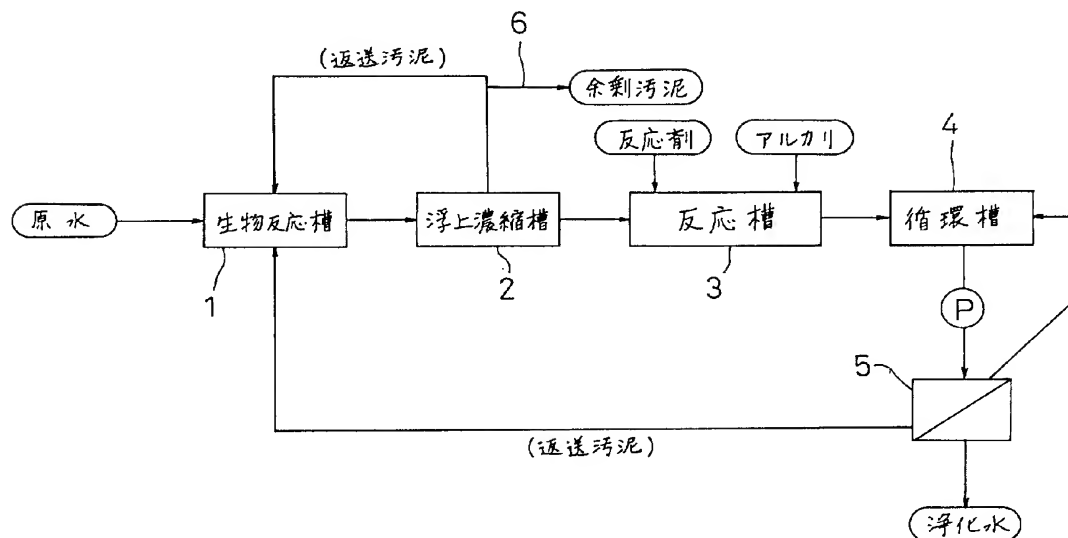 6
(返送汚泥)
余剰汚泥
反応剤
アルカリ
4
原水
生物反応槽
浮上濃縮槽
反応槽
循環槽
1
2
3
P
5
(返送汚泥)
浄化水